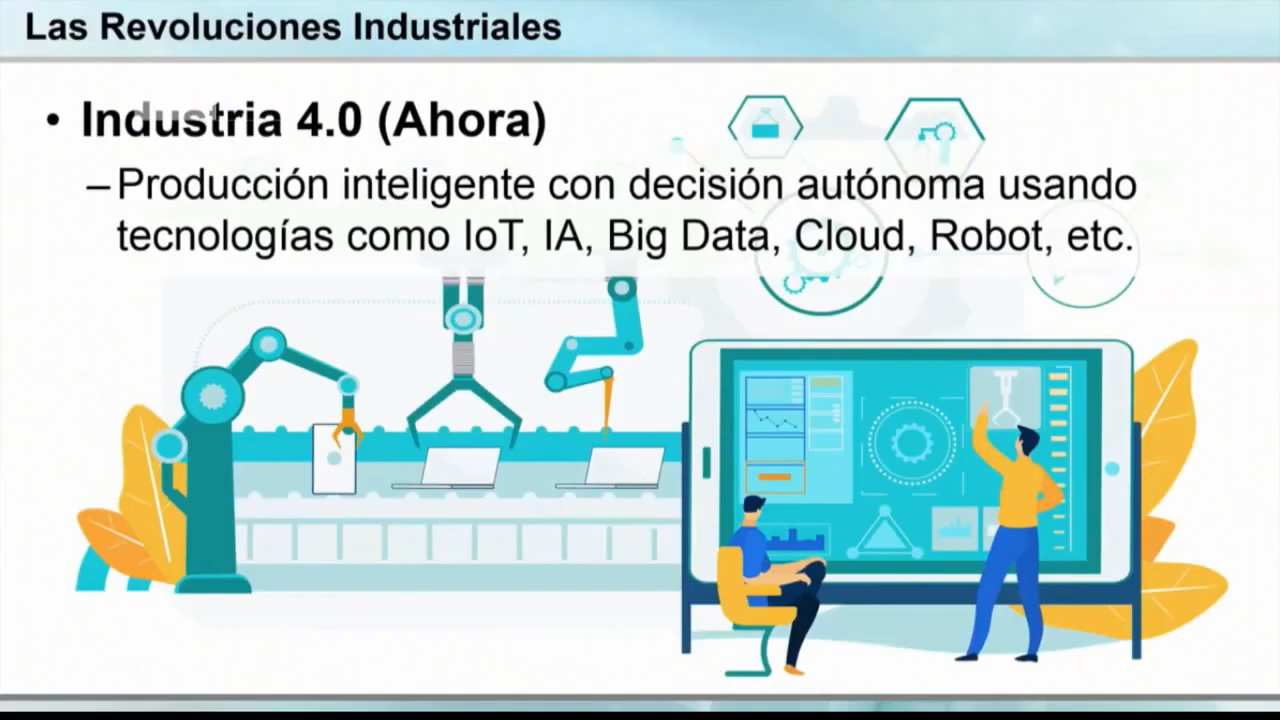 Las Revoluciones Industriales
• Industria 4.0 (Ahora)
–Producción inteligente con decisión autónoma usando
tecnologías como IoT, IA, Big Data, Cloud, Robot, etc.